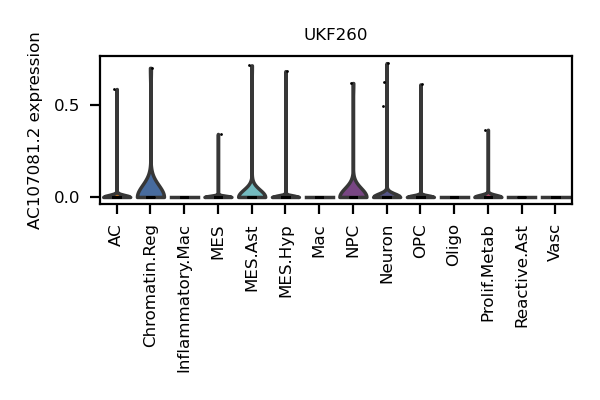 UKF260
AC107081.2 expression
0.5
0.0
AC
Chromatin.Reg
Inflammatory.Mac
MES
MES.Ast
MES.Hyp
Mac
NPC
Neuron
OPC
Oligo
Prolif.Metab
Reactive.Ast
Vasc